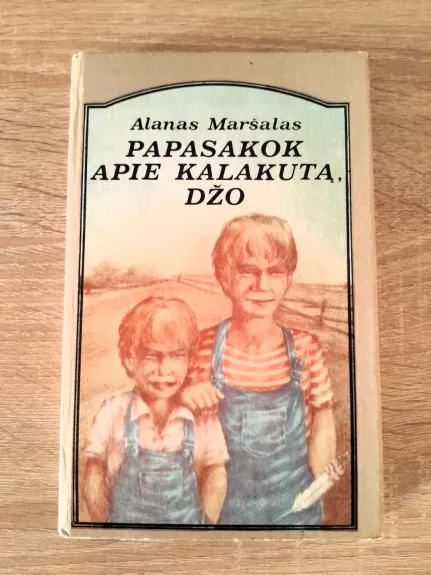 Alanas Maršalas
PAPASAKOK
APIE KALAKUTĄ,
DŽO